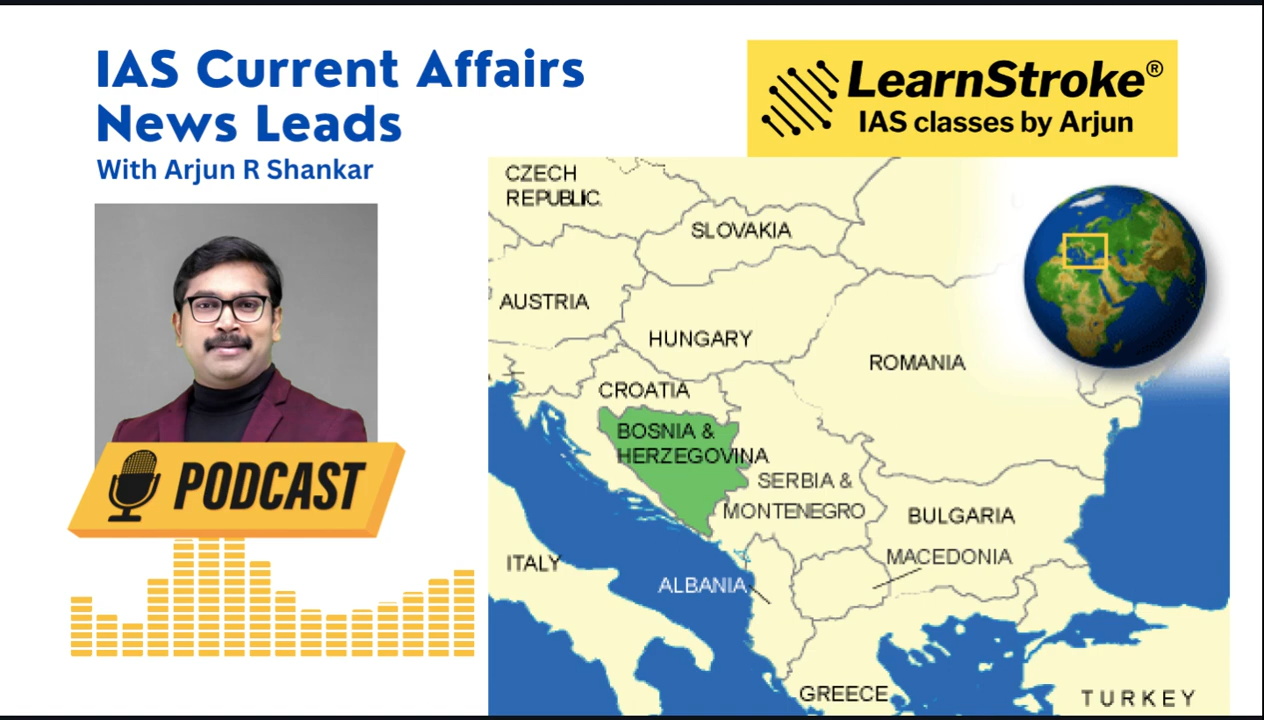 IAS Current Affairs
News Leads
With Arjun R Shankar
LearnStroke®
IAS classes by Arjun
PODCAST
CZECH
REPUBLIC
SLOVAKIA
AUSTRIA
HUNGARY
ROMANIA
CROATIA
BOSNIA &
HERZEGOVINA
SERBIA &
MONTENEGRO
BULGARIA
MACEDONIA
ITALY
ALBANIA
GREECE
TURKEY